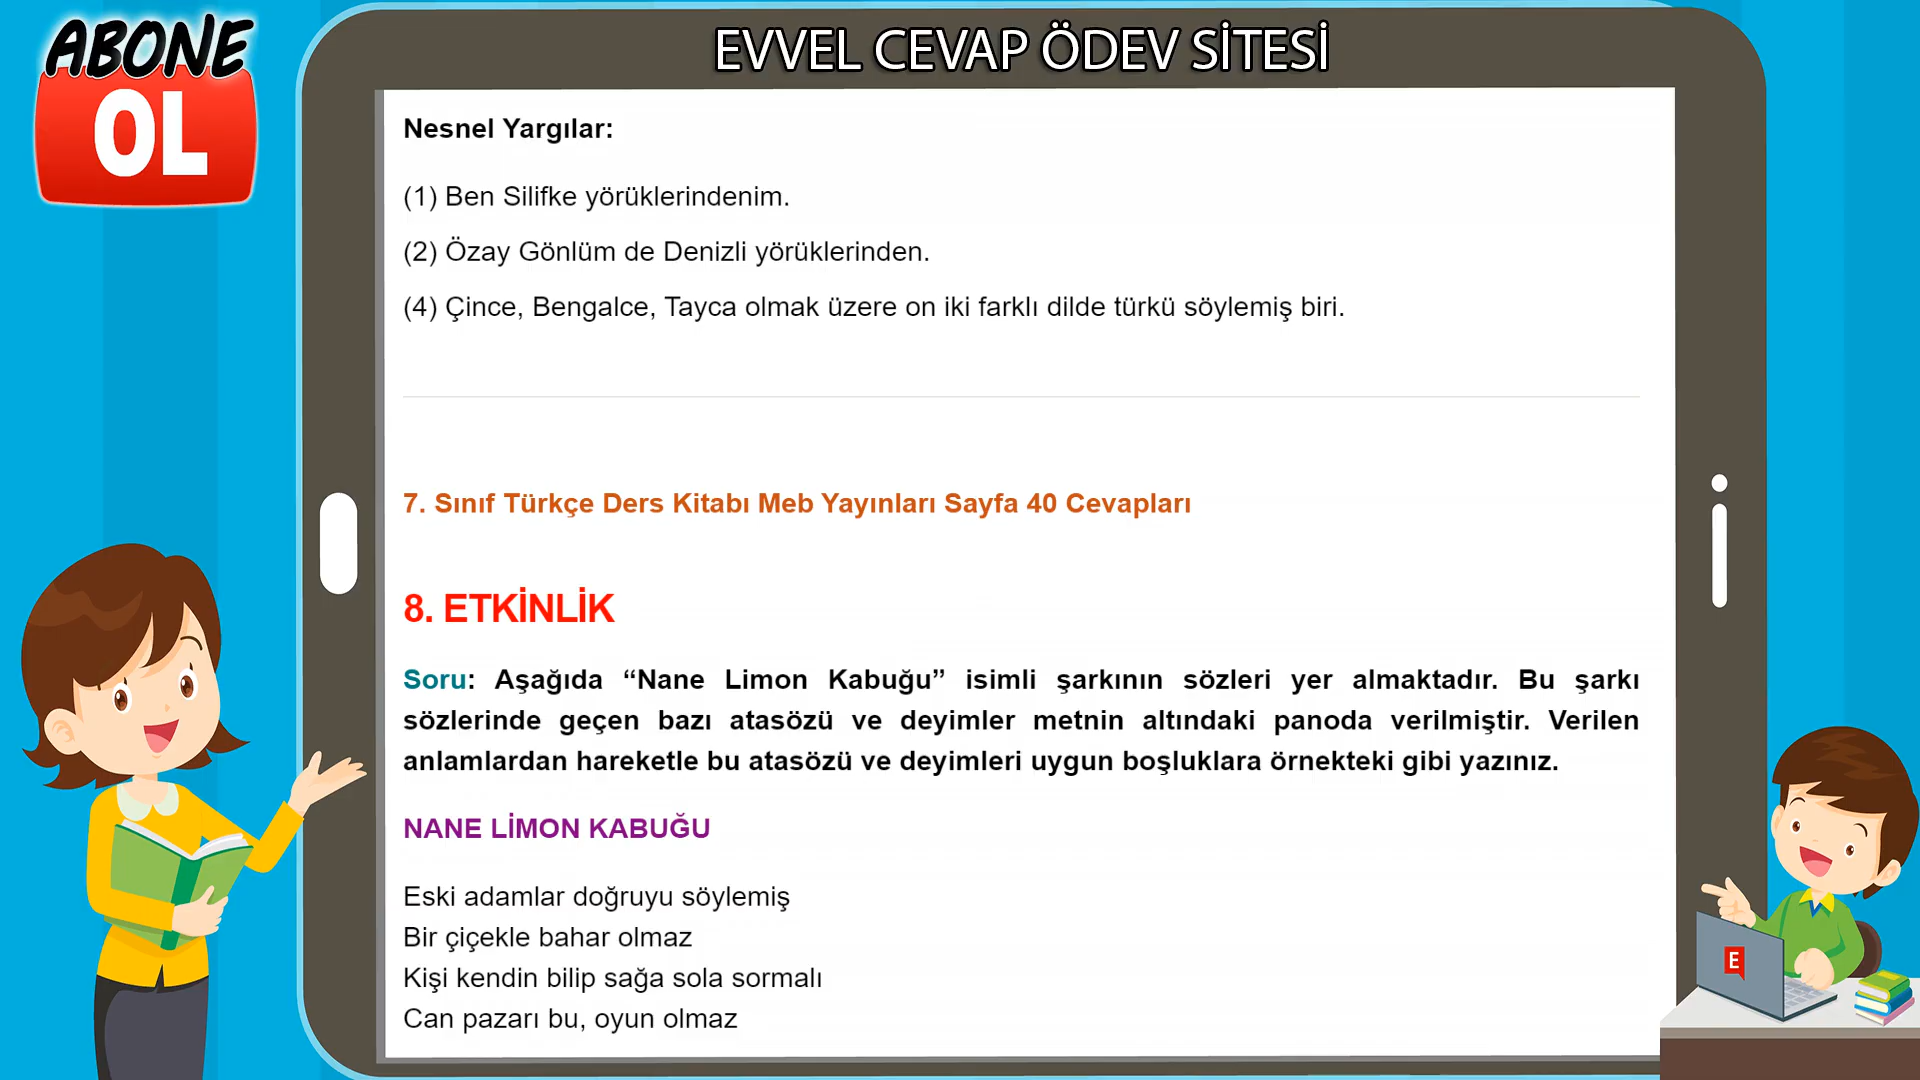 ABONE
OL
EVVEL CEVAP ÖDEV SİTESİ
Nesnel Yargılar:
(1) Ben Silifke yörüklerindenim.
(2) Özay Gönlüm de Denizli yörüklerinden.
(4) Çince, Bengalce, Tayca olmak üzere on iki farklı dilde türkü söylemiş biri.
7. Sınıf Türkçe Ders Kitabı Meb Yayınları Sayfa 40 Cevapları
8. ETKİNLİK
Soru: Aşağıda “Nane Limon Kabuğu” isimli şarkının sözleri yer almaktadır. Bu şarkı
sözlerinde geçen bazı atasözü ve deyimler metnin altındaki panoda verilmiştir. Verilen
anlamlardan hareketle bu atasözü ve deyimleri uygun boşluklara örnekteki gibi yazınız.
NANE LİMON KABUĞU
Eski adamlar doğruyu söylemiş
Bir çiçekle bahar olmaz
Kişi kendin bilip sağa sola sormalı
Can pazarı bu, oyun olmaz
E